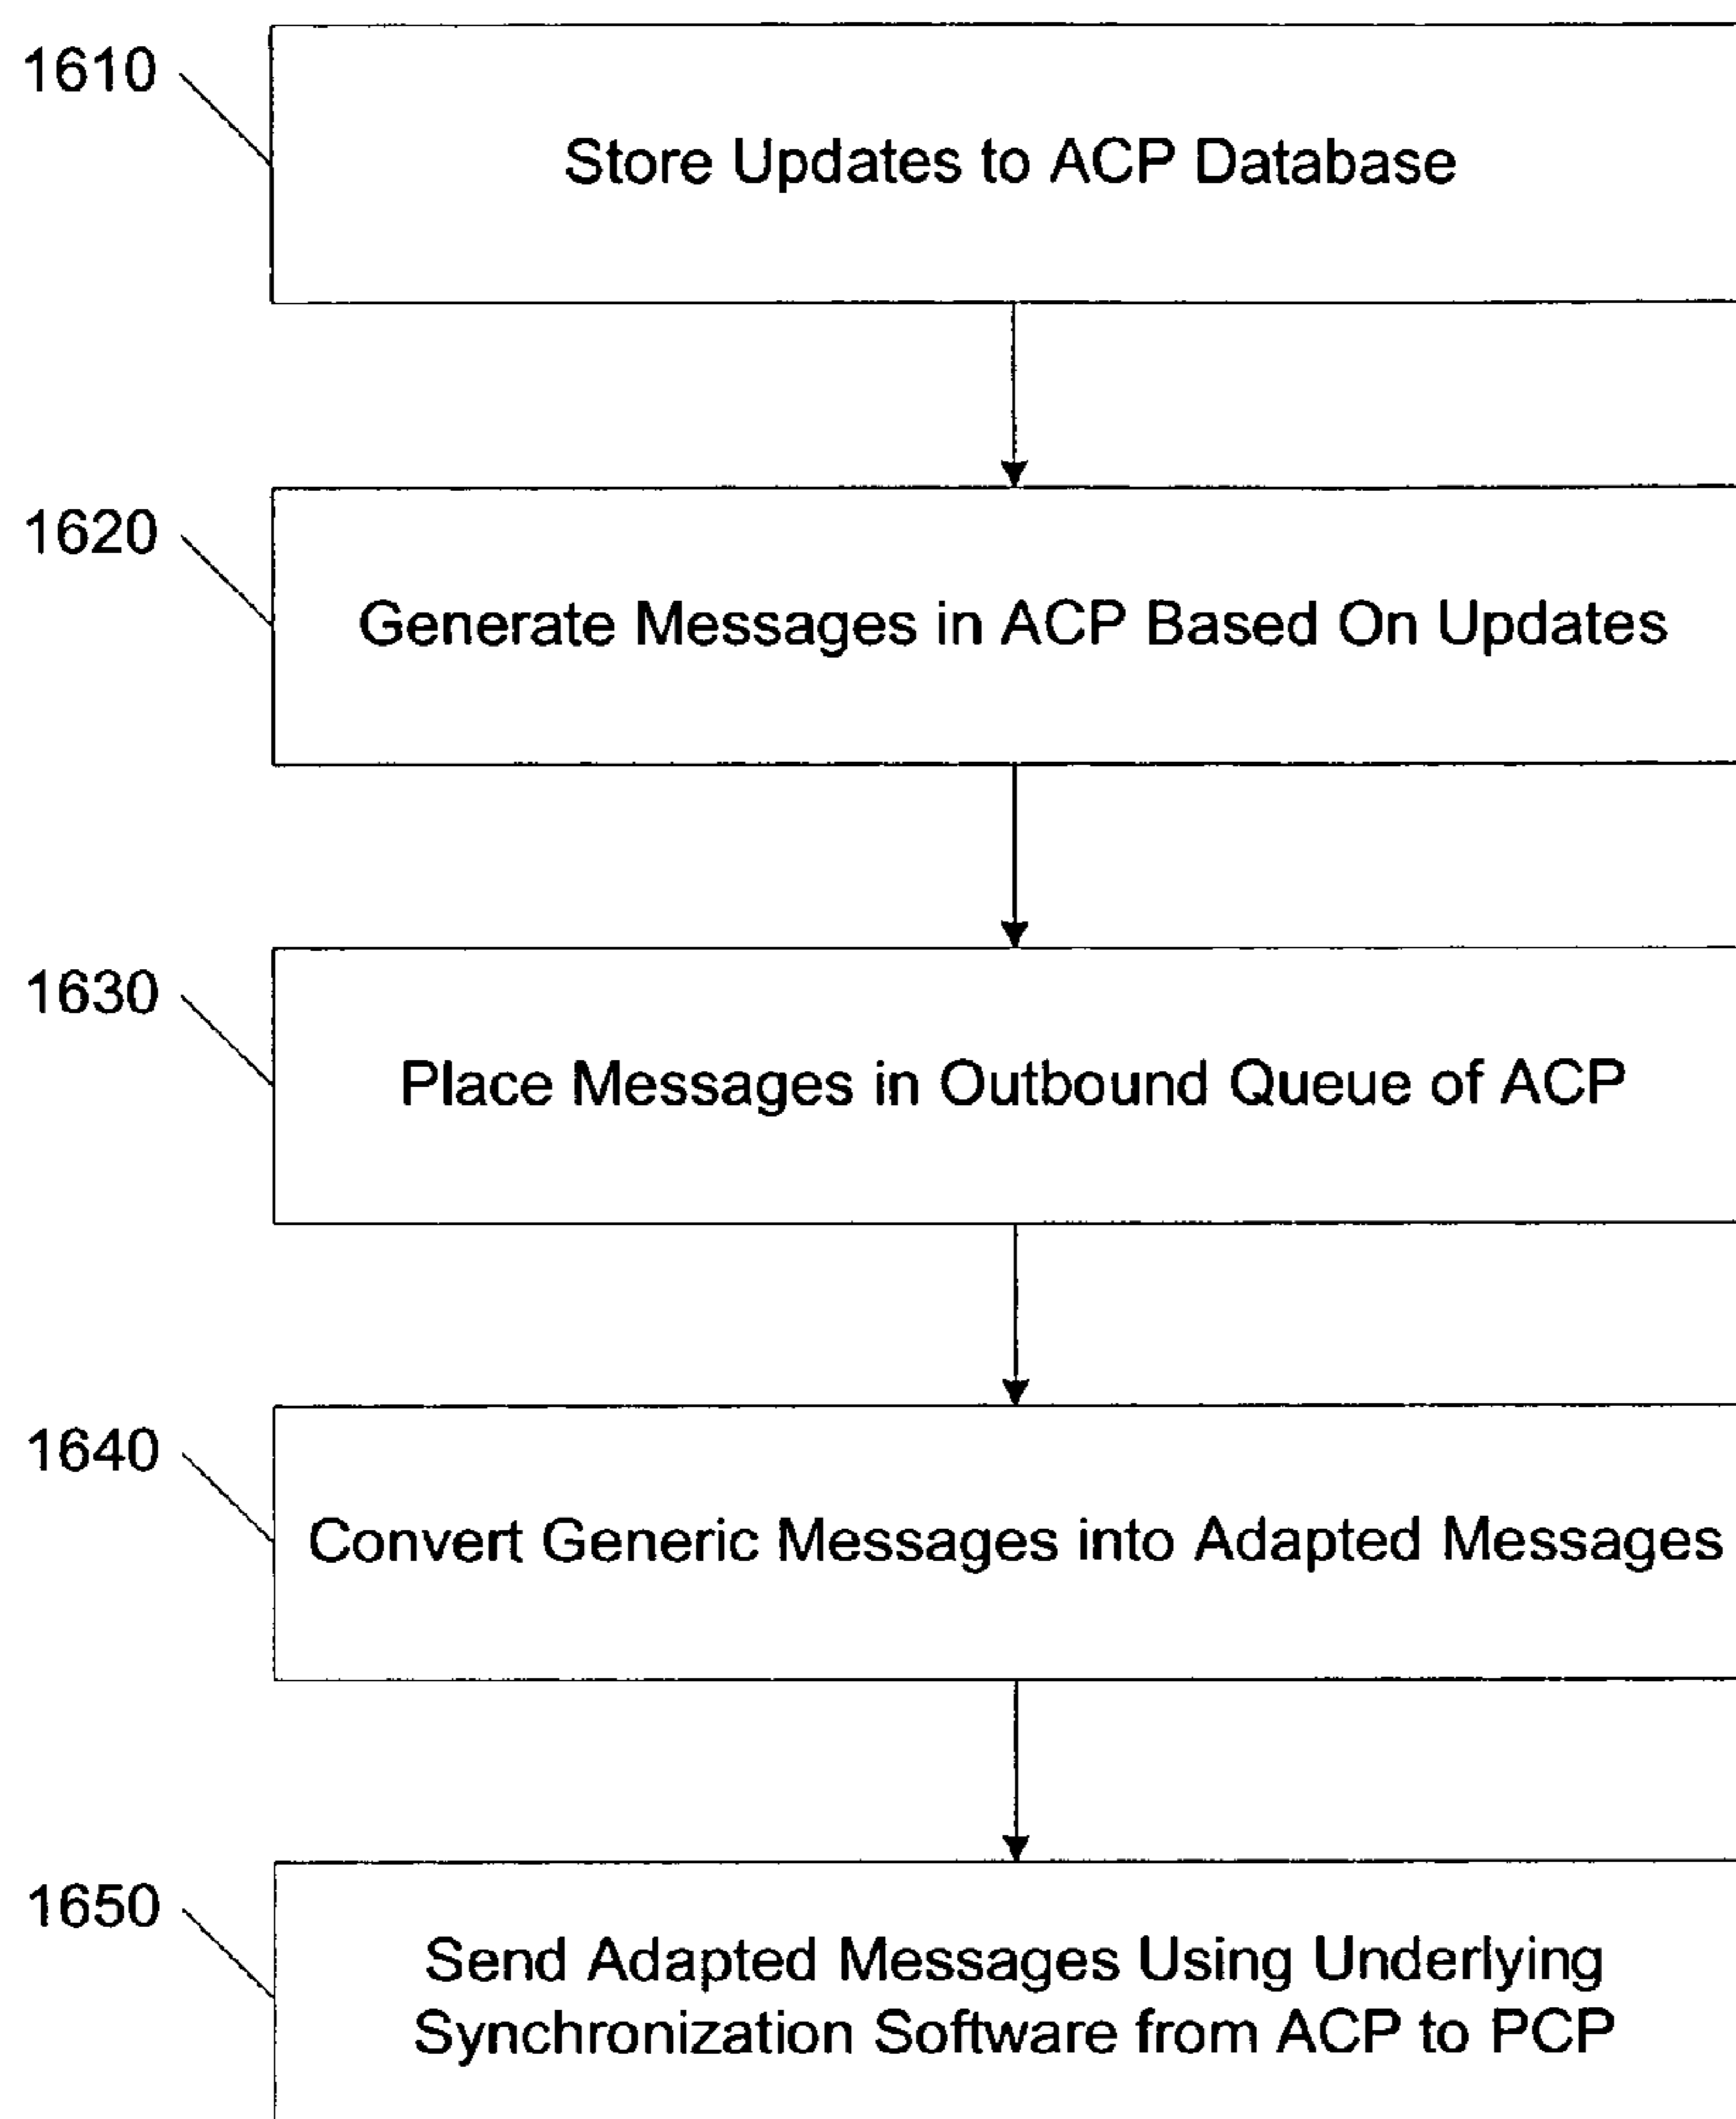 1610
Store Updates to ACP Database
1620
Generate Messages in ACP Based On Updates
1630
Place Messages in Outbound Queue of ACP
1640
Convert Generic Messages into Adapted Messages
1650
Send Adapted Messages Using Underlying
Synchronization Software from ACP to PCP